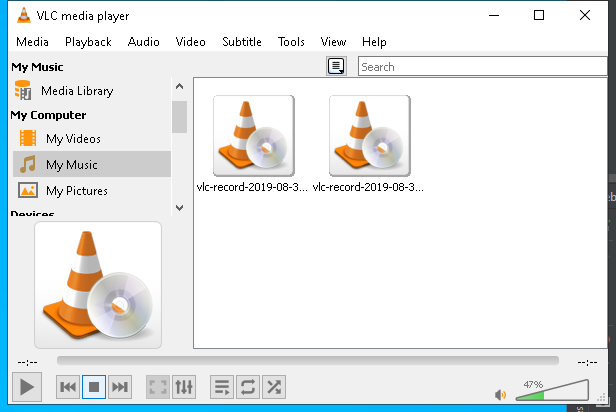 VLC media player
Media Playback Audio Video Subtitle Tools View Help
My Music
Search
Media Library
My Computer
My Videos
My Music
My Pictures
Devices
vlc-record-2019-08-3... vlc-record-2019-08-3...
--:-- --:--
47%